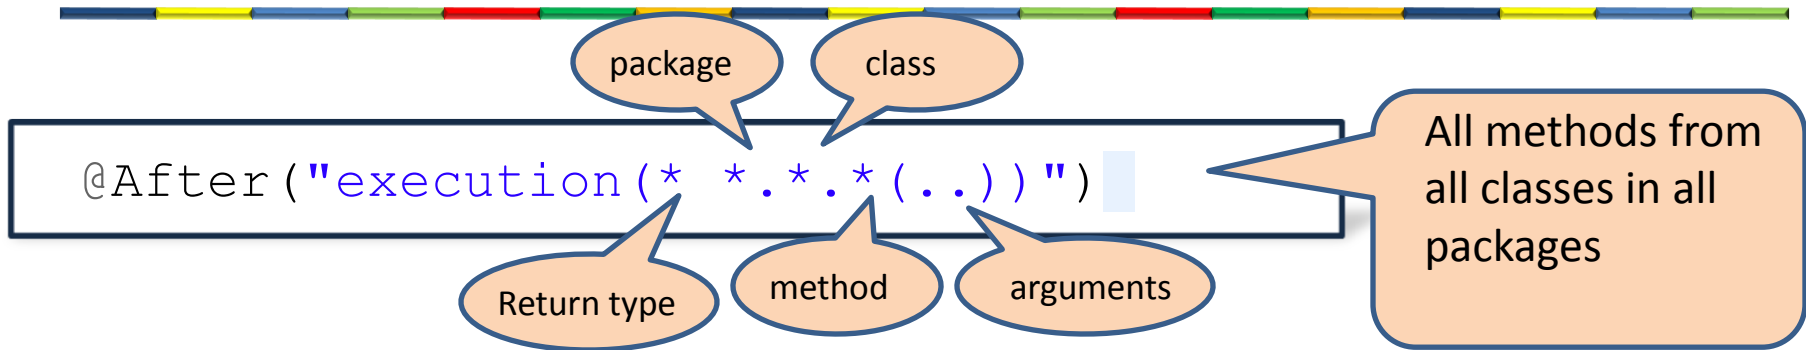 package
class
@After("execution(* *.*.*(..))")
All methods from
all classes in all
packages
Return type
method
arguments